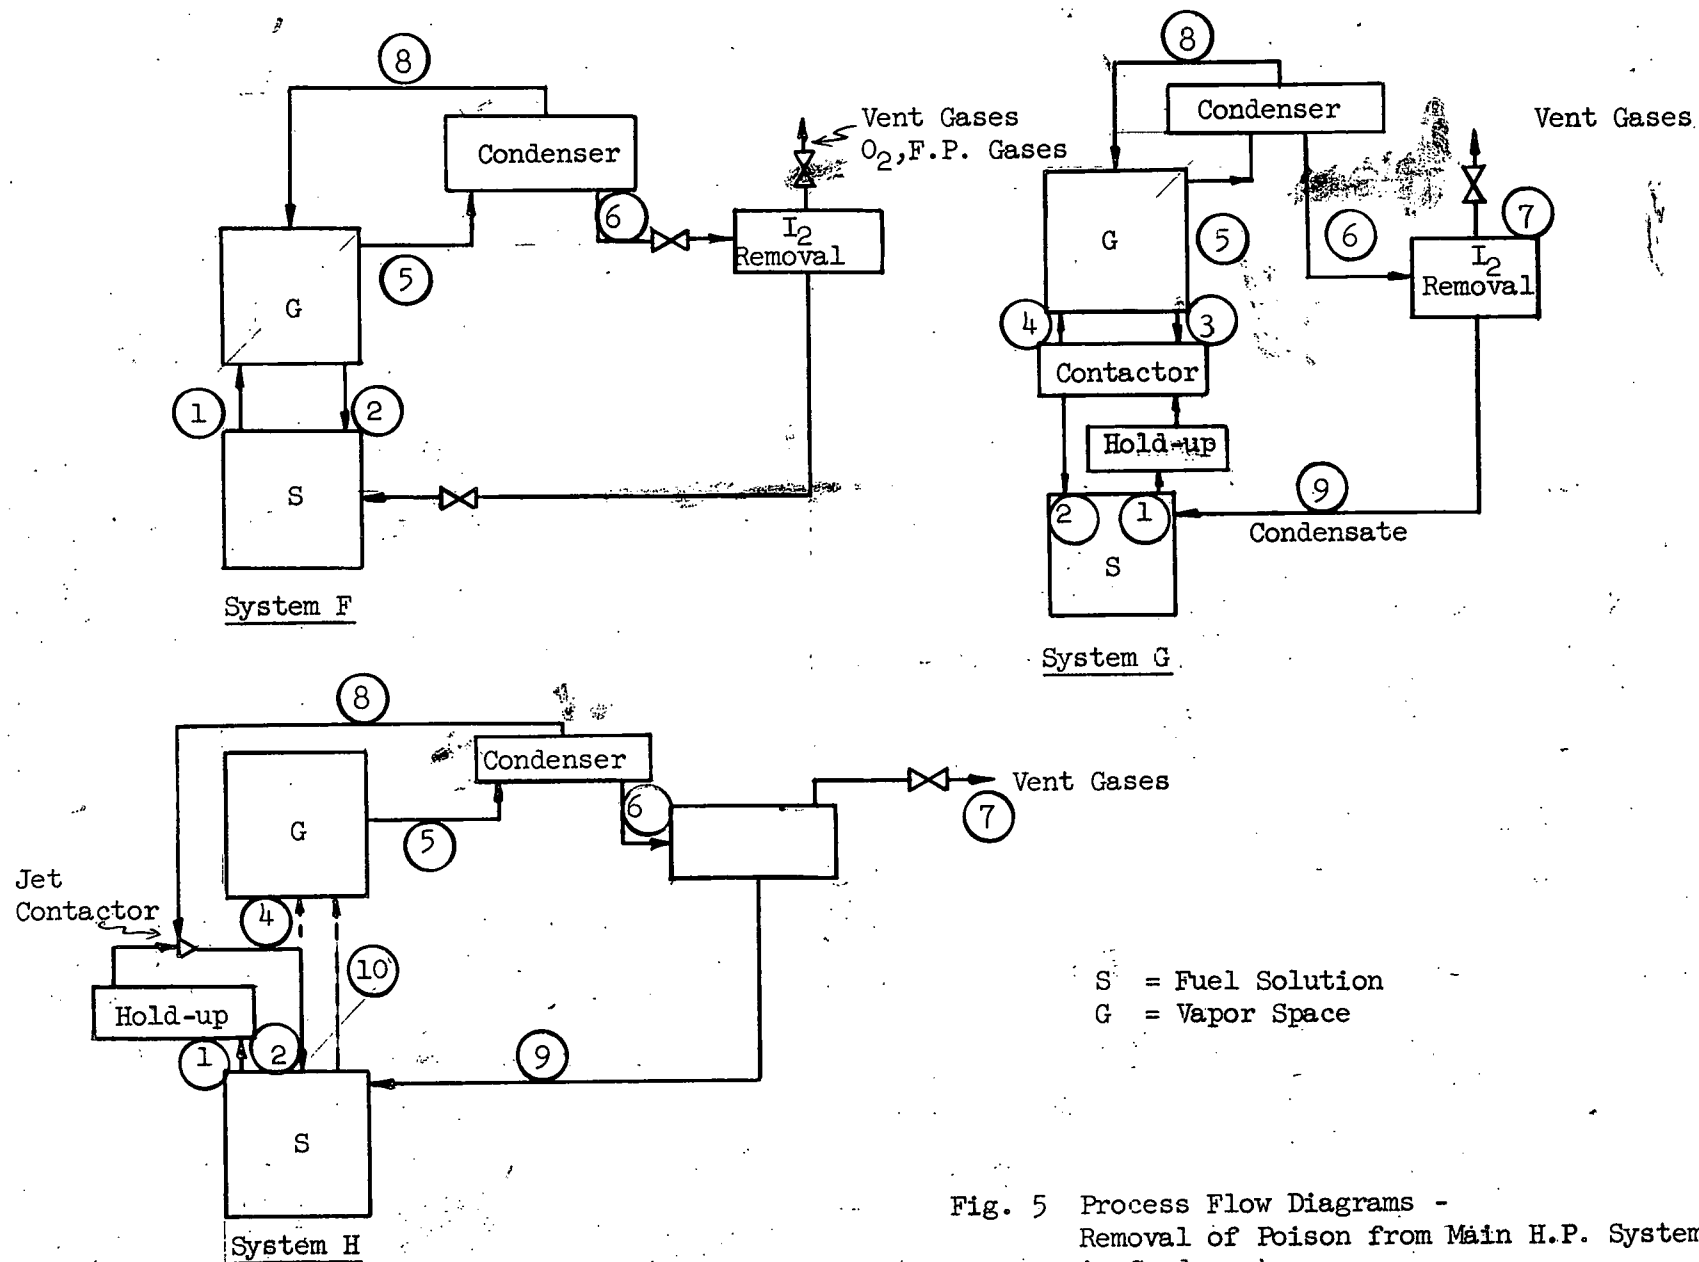 8
Condenser
Vent Gases
O2,F.P. Gases
6
I2
Removal
5
G
1
2
S
System F
8
Condenser
Vent Gases
7
G
5
6
I2
Removal
4
3
Contactor
Hold-up
9
2
1
Condensate
S
System G
8
Condenser
6
Vent Gases
7
G
5
Jet
Contactor
4
10
Hold-up
1
2
9
S
System H
S = Fuel Solution
G = Vapor Space
Fig. 5 Process Flow Diagrams -
Removal of Poison from Main H.P. System